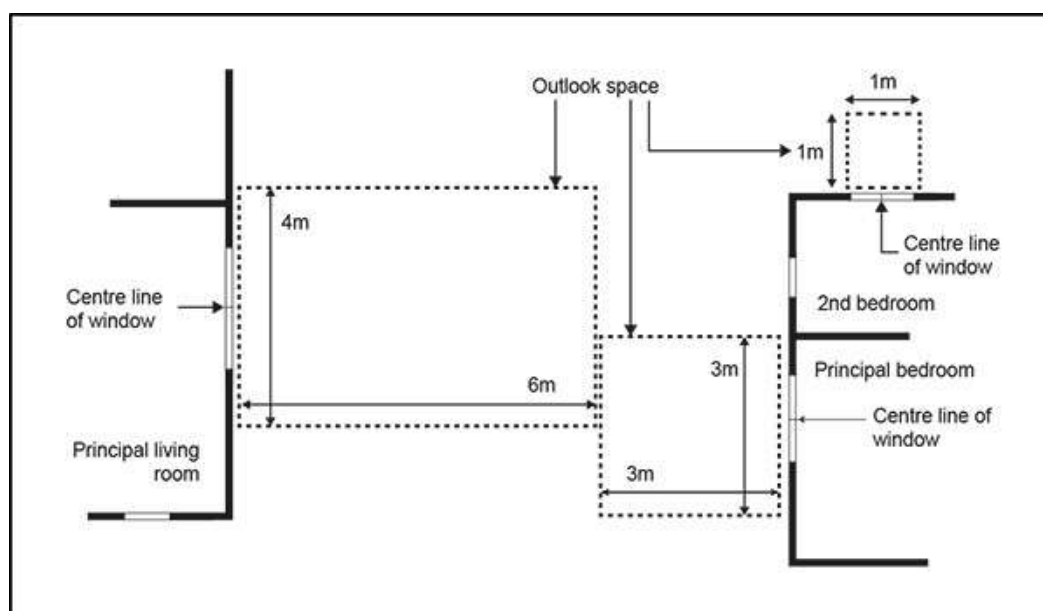 Outlook space
1m
1m
4m
Centre line
of window
Centre line
of window
2nd bedroom
3m
Principal bedroom
6m
Centre line of
window
Principal living
room
3m